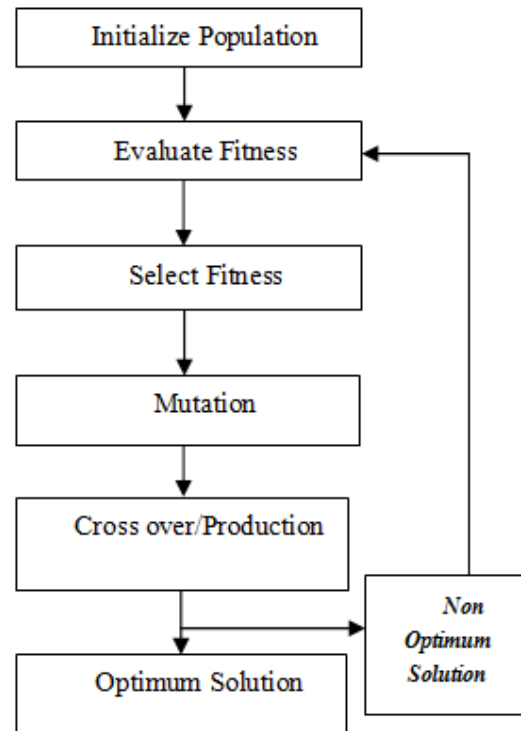 Initialize Population
Evaluate Fitness
Select Fitness
Mutation
Cross over/Production
Non
Optimum
Solution
Optimum Solution